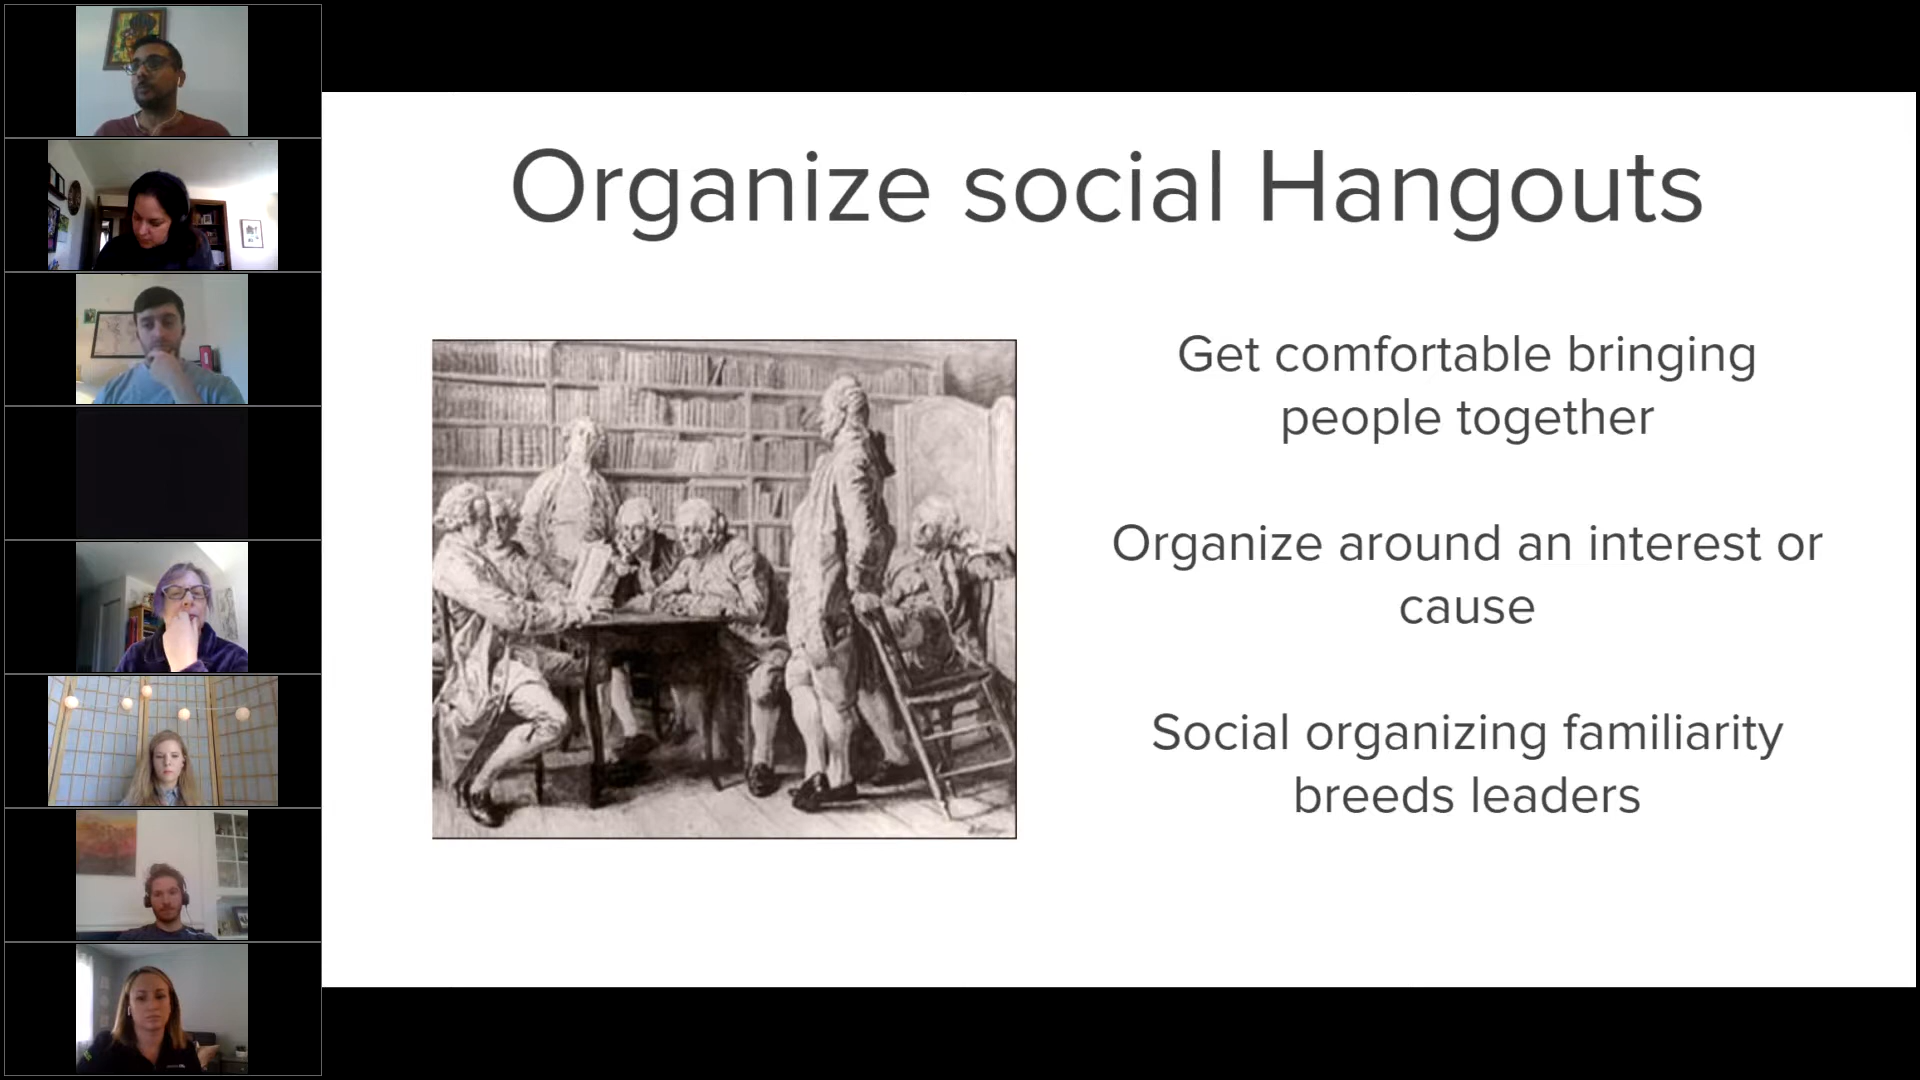 Organize social Hangouts
Get comfortable bringing
people together
Organize around an interest or
cause
Social organizing familiarity
breeds leaders